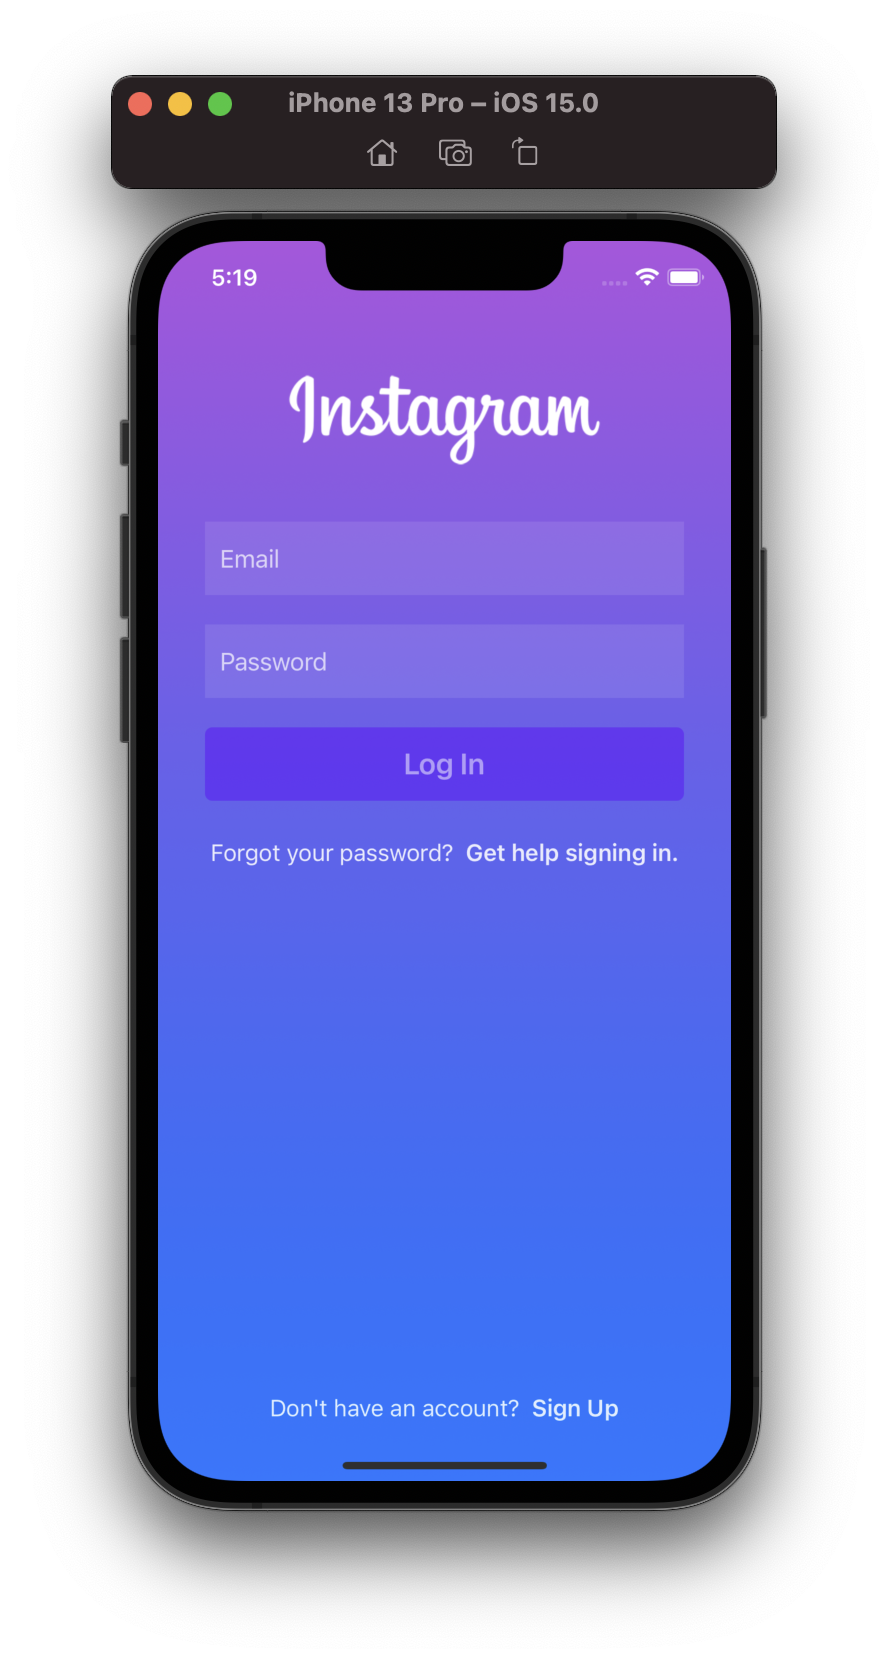 iPhone 13 Pro – iOS 15.0
5:19
Instagram
Email
Password
Log In
Forgot your password? Get help signing in.
Don't have an account? Sign Up